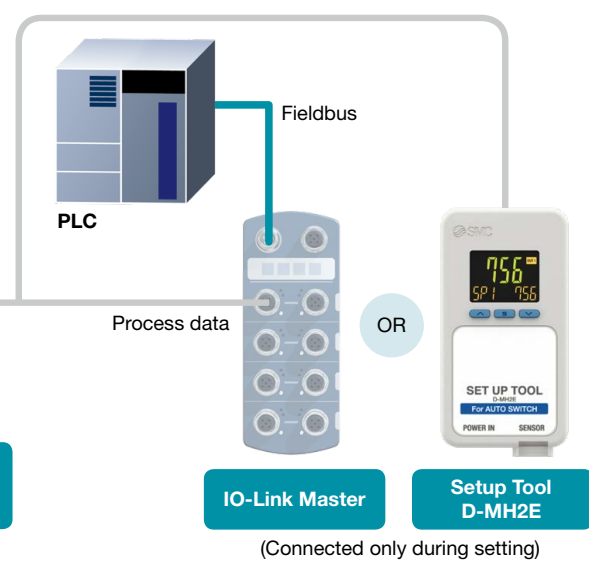 Fieldbus
PLC
SMC
756
SP1 756
Process data
OR
S
SET UP TOOL
D-MH2E
For AUTO SWITCH
POWER IN SENSOR
IO-Link Master
Setup Tool
D-MH2E
(Connected only during setting)